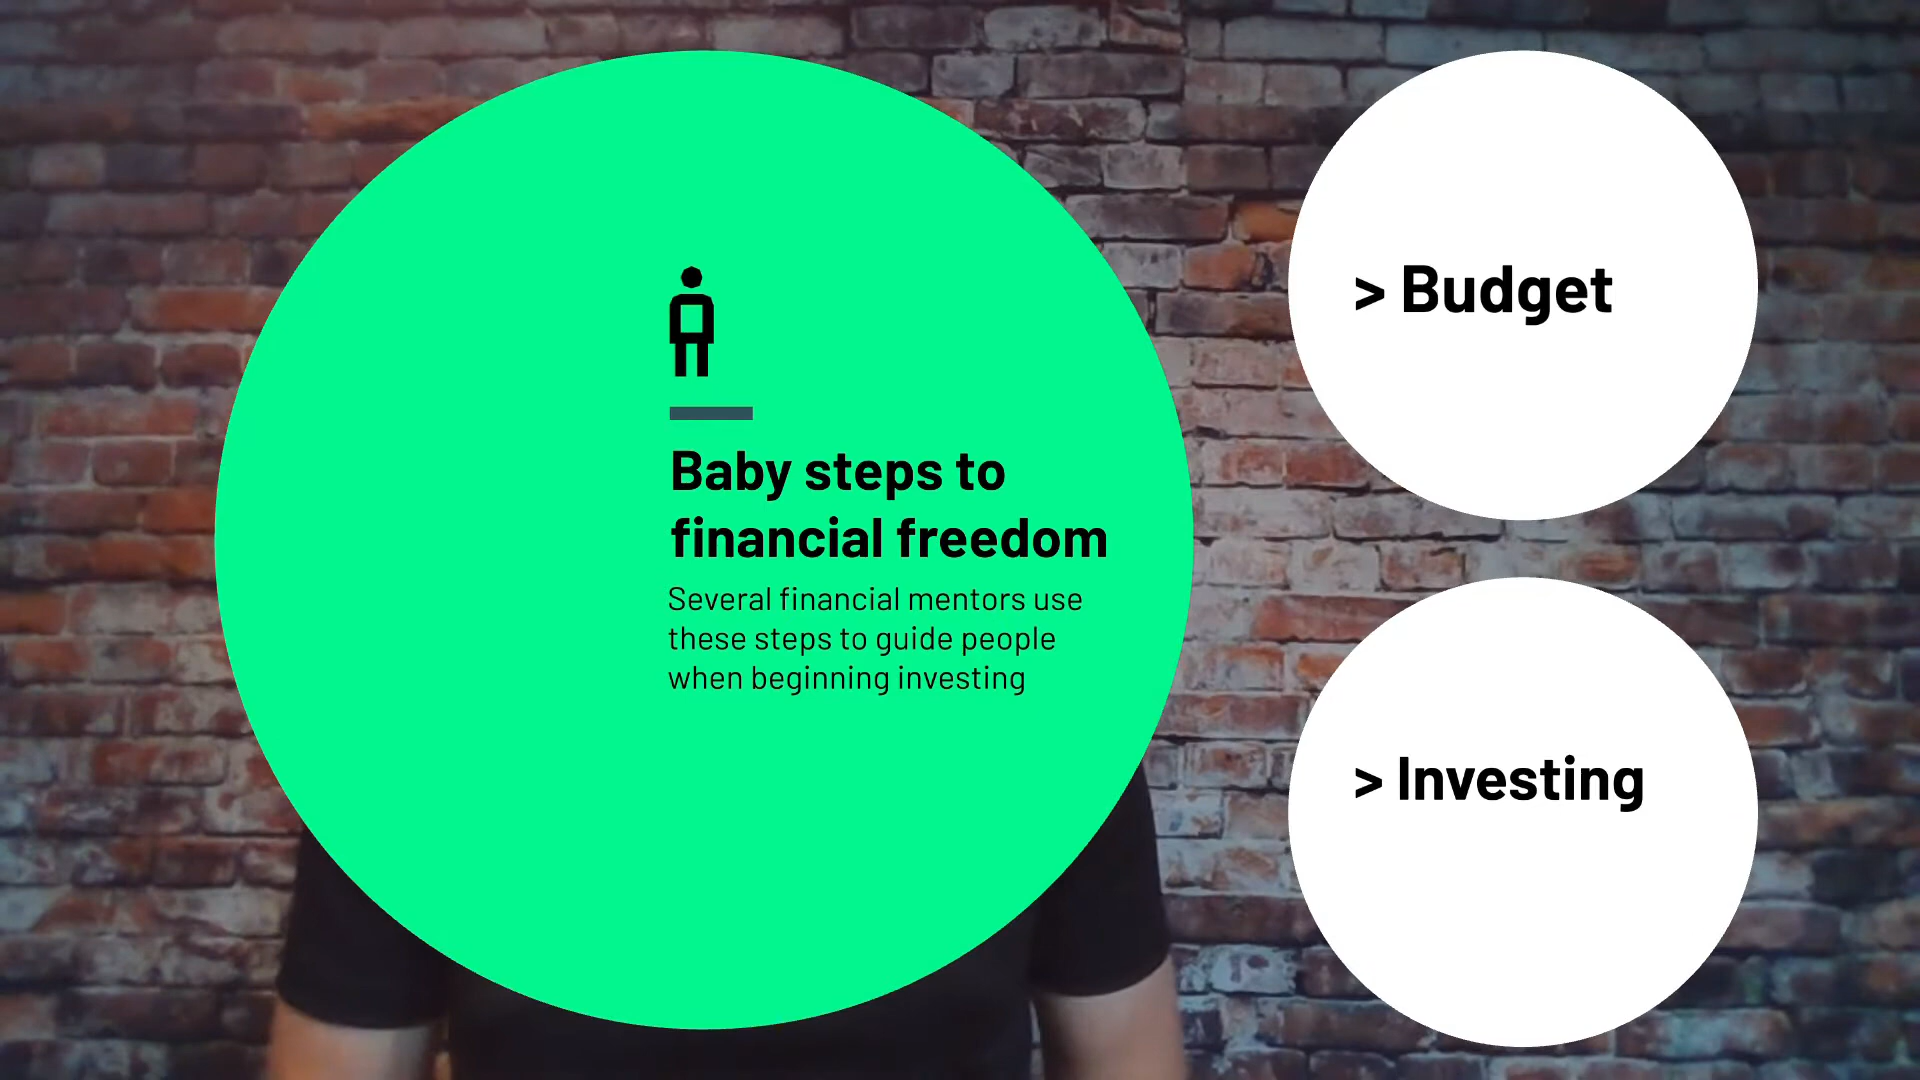 Baby steps to
financial freedom
Several financial mentors use
these steps to guide people
when beginning investing
> Budget
> Investing